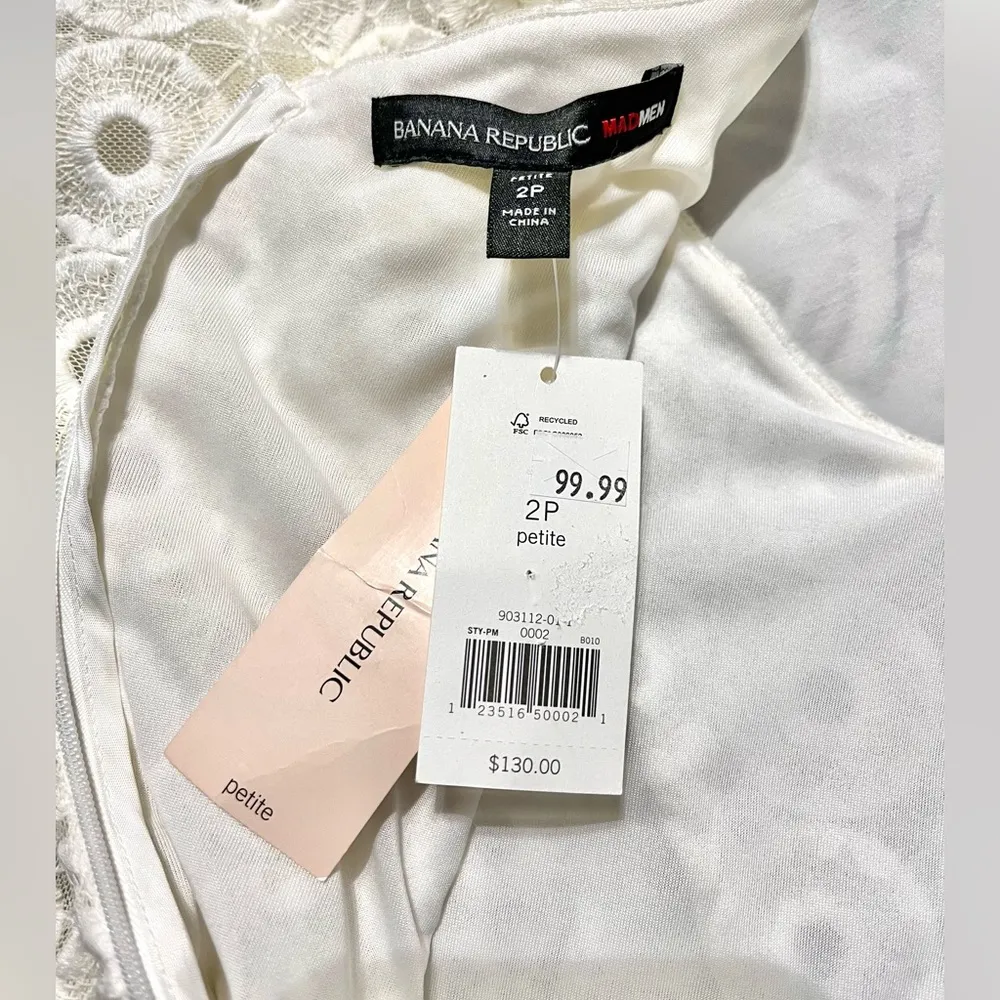 BANANA REPUBLIC MADMEN
PETITE
2P
MADE IN
CHINA
RECYCLED
FSC
99.99
2P
petite
903112-01-1
STY-PM 0002 B010
1 23516 50002 1
$130.00
REPUBLIC
petite